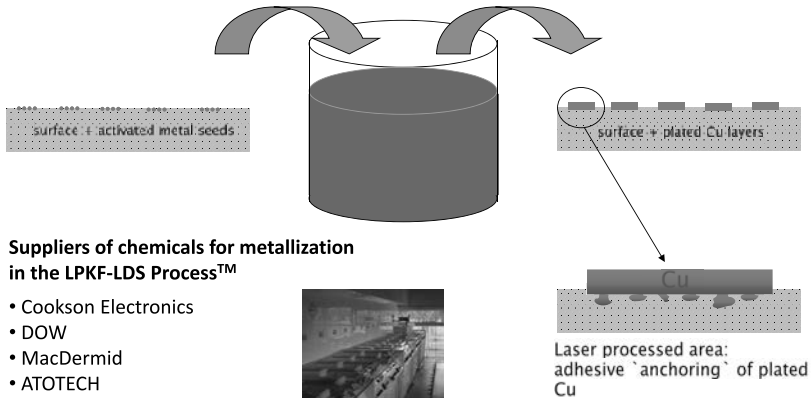 surface + activated metal seeds
surface + plated Cu layers
Suppliers of chemicals for metallization
in the LPKF-LDS Process™
• Cookson Electronics
• DOW
• MacDermid
• ATOTECH
Cu
Laser processed area:
adhesive `anchoring` of plated
Cu